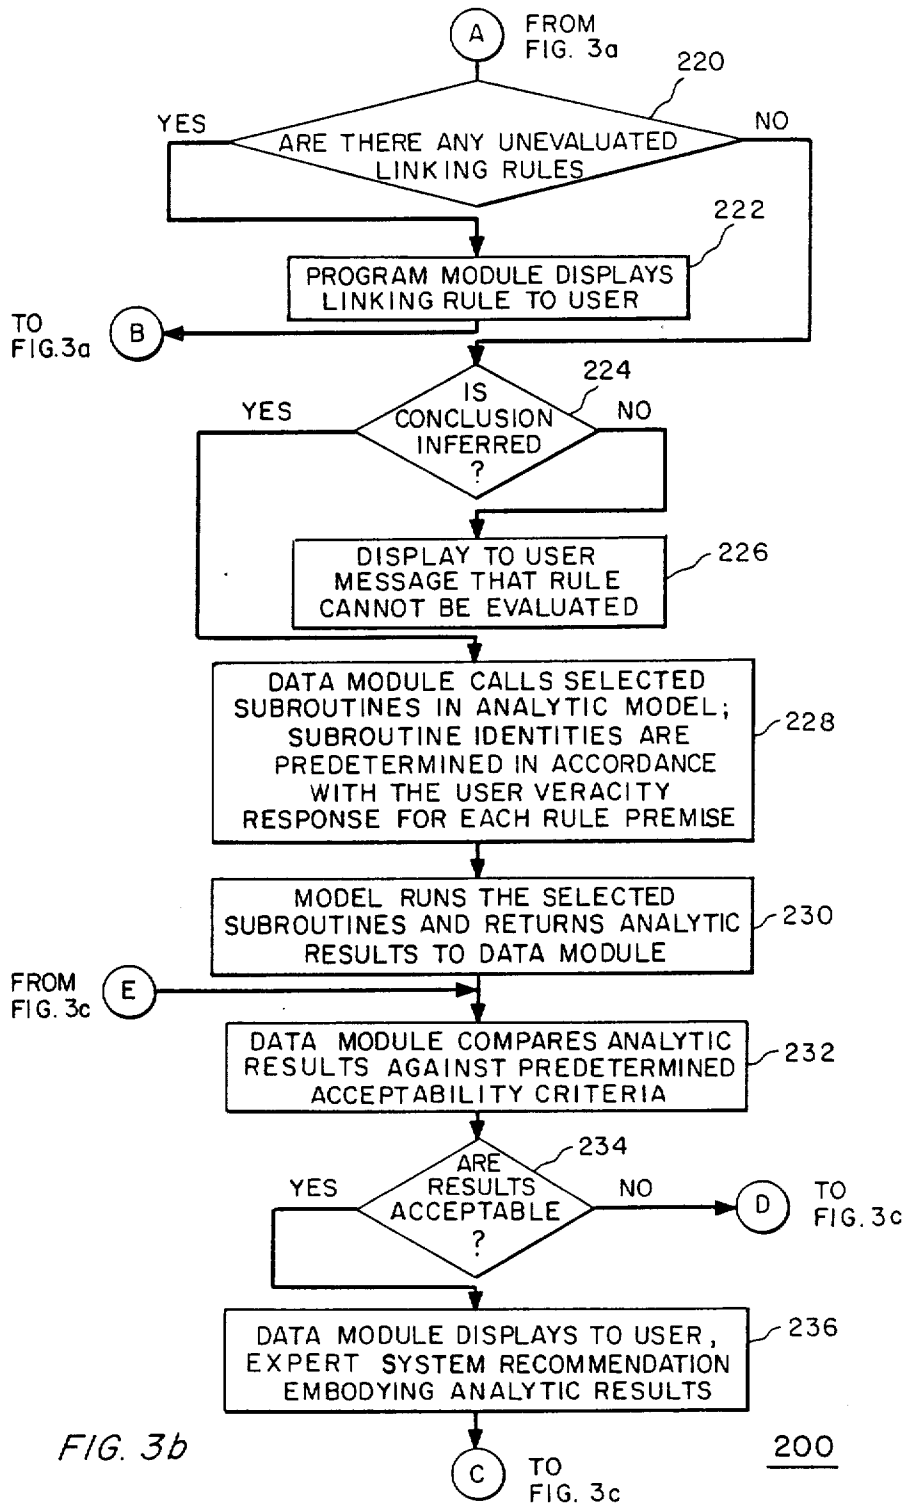 A
FROM
FIG. 3a
220
YES
NO
ARE THERE ANY UNEVALUATED
LINKING RULES
222
PROGRAM MODULE DISPLAYS
LINKING RULE TO USER
TO
FIG.3a
B
224
IS
CONCLUSION
INFERRED
?
YES
NO
226
DISPLAY TO USER
MESSAGE THAT RULE
CANNOT BE EVALUATED
DATA MODULE CALLS SELECTED
SUBROUTINES IN ANALYTIC MODEL;
SUBROUTINE IDENTITIES ARE
PREDETERMINED IN ACCORDANCE
WITH THE USER VERACITY
RESPONSE FOR EACH RULE PREMISE
228
MODEL RUNS THE SELECTED
SUBROUTINES AND RETURNS ANALYTIC
RESULTS TO DATA MODULE
230
FROM
FIG. 3c
E
DATA MODULE COMPARES ANALYTIC
RESULTS AGAINST PREDETERMINED
ACCEPTABILITY CRITERIA
232
234
ARE
RESULTS
ACCEPTABLE
?
YES
NO
D
TO
FIG. 3c
DATA MODULE DISPLAYS TO USER,
EXPERT SYSTEM RECOMMENDATION
EMBODYING ANALYTIC RESULTS
236
FIG. 3b
C
TO
FIG. 3c
200